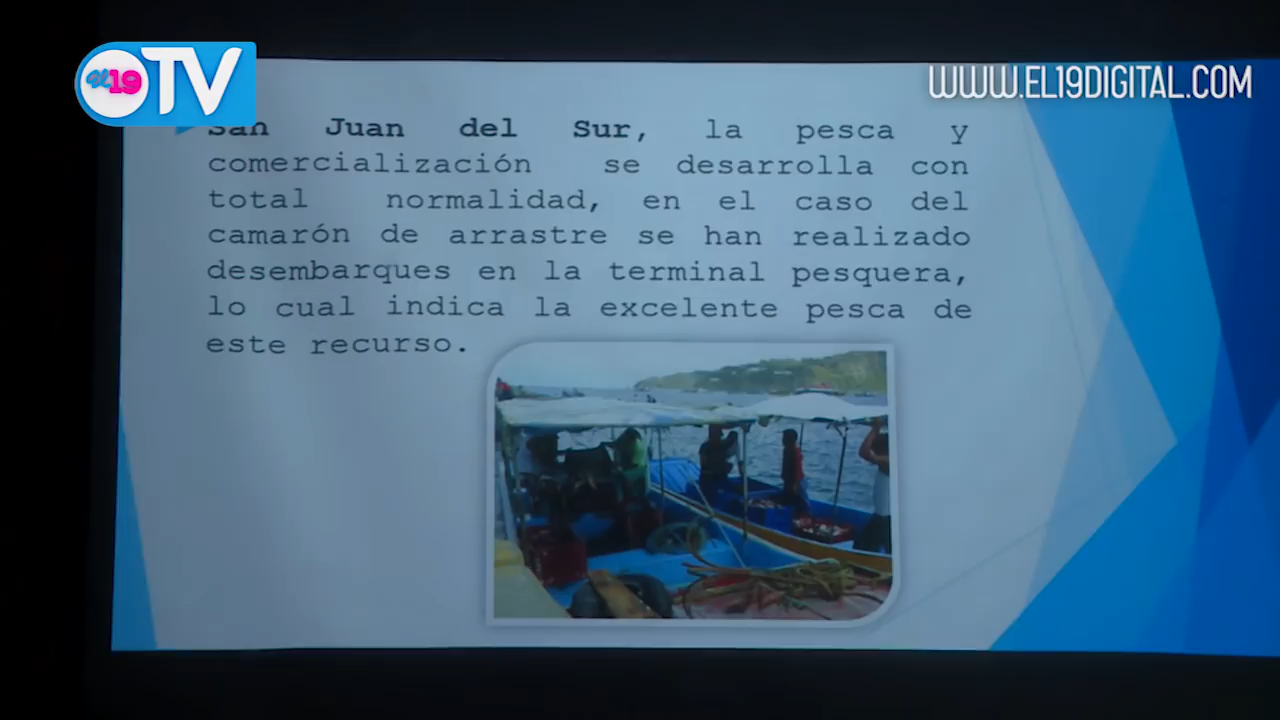 El 19 TV
WWW.EL19DIGITAL.COM
San Juan del Sur, la pesca y
comercialización se desarrolla con
total normalidad, en el caso del
camarón de arrastre se han realizado
desembarques en la terminal pesquera,
lo cual indica la excelente pesca de
este recurso.